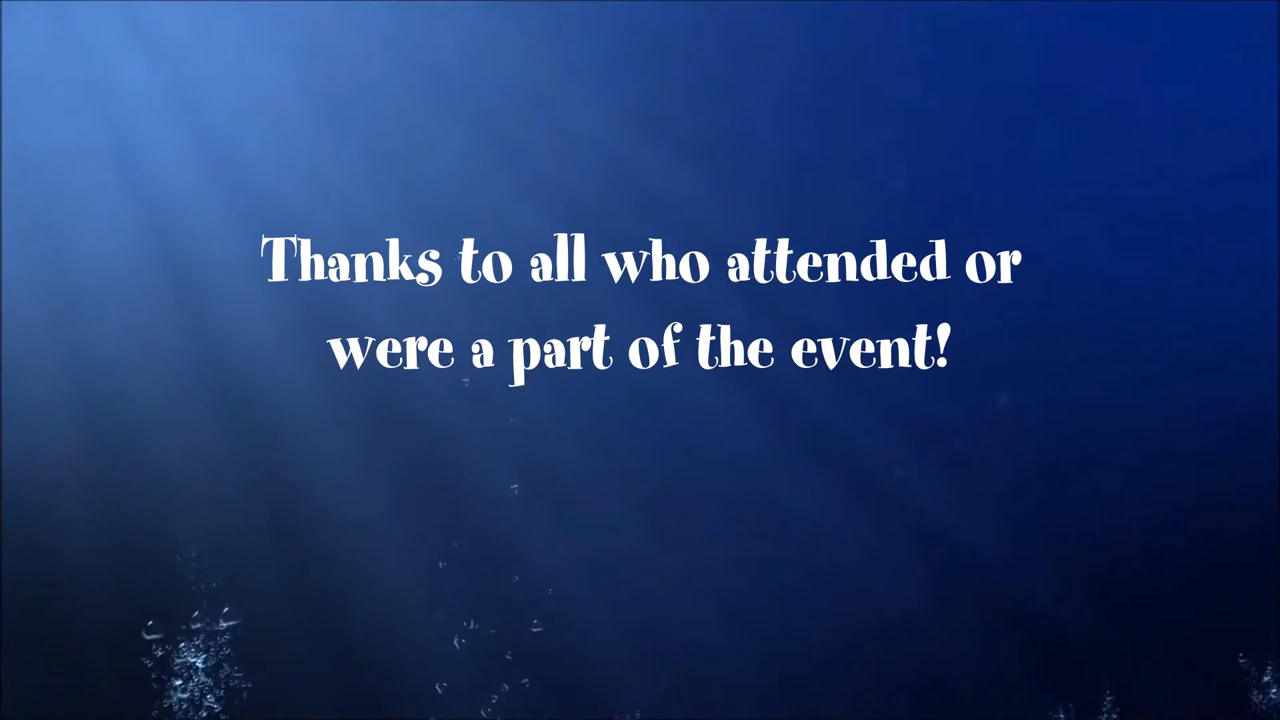 Thanks to all who attended or
were a part of the event!